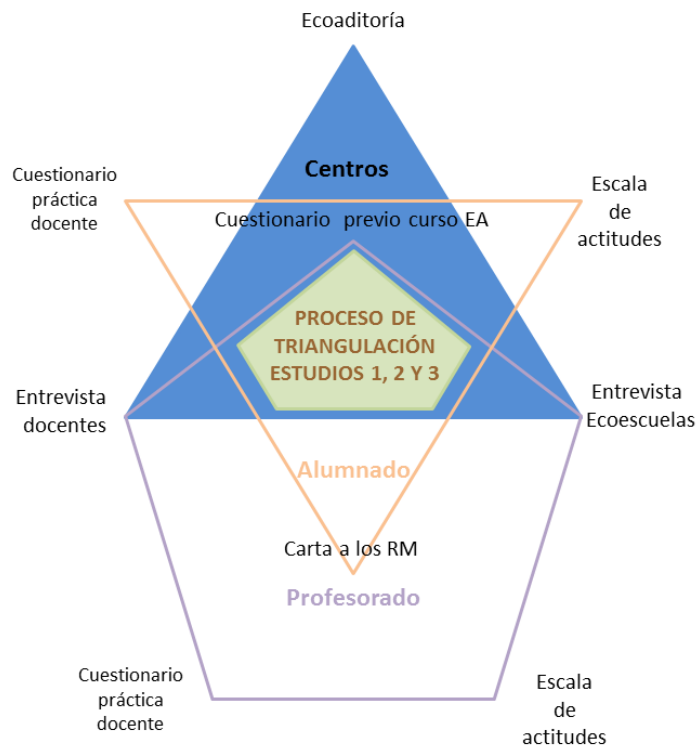 Ecoaditoría
Centros
Cuestionario
práctica
docente
Escala
de
actitudes
Cuestionario previo curso EA
PROCESO DE
TRIANGULACIÓN
ESTUDIOS 1, 2 Y 3
Entrevista
docentes
Entrevista
Ecoescuelas
Alumnado
Carta a los RM
Profesorado
Cuestionario
práctica
docente
Escala
de
actitudes